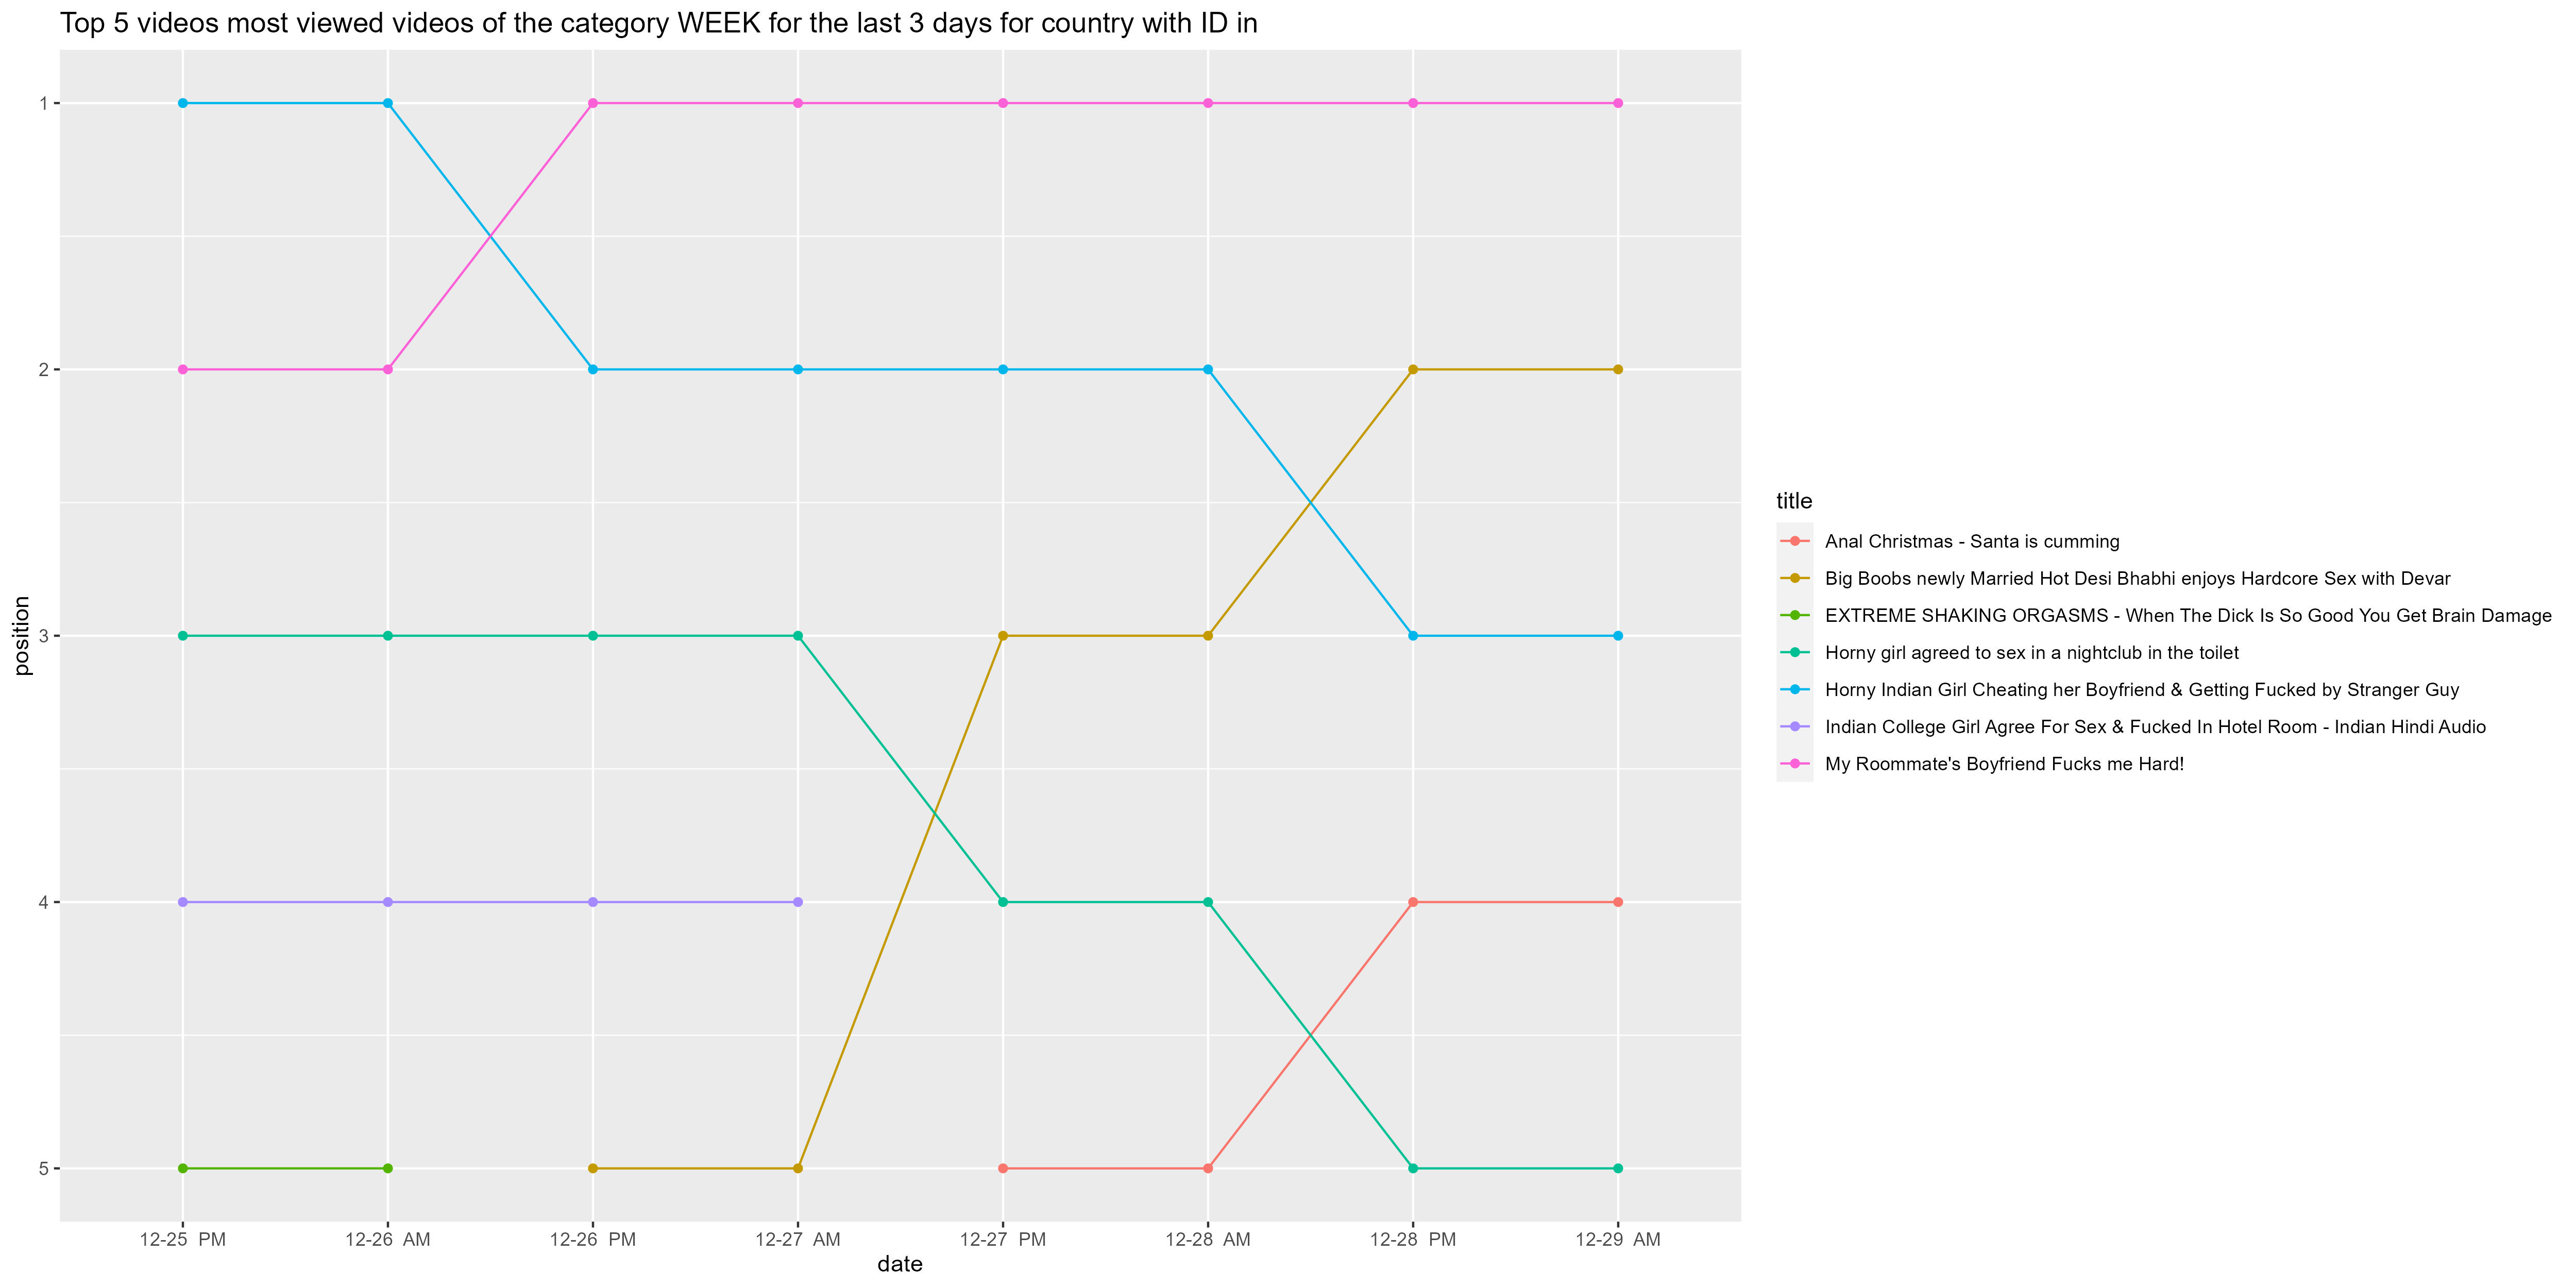 Top 5 videos most viewed videos of the category WEEK for the last 3 days for country with ID in
1
2
3
4
5
position
12-25 PM
12-26 AM
12-26 PM
12-27 AM
12-27 PM
12-28 AM
12-28 PM
12-29 AM
date
title
Anal Christmas - Santa is cumming
Big Boobs newly Married Hot Desi Bhabhi enjoys Hardcore Sex with Devar
EXTREME SHAKING ORGASMS - When The Dick Is So Good You Get Brain Damage
Horny girl agreed to sex in a nightclub in the toilet
Horny Indian Girl Cheating her Boyfriend & Getting Fucked by Stranger Guy
Indian College Girl Agree For Sex & Fucked In Hotel Room - Indian Hindi Audio
My Roommate's Boyfriend Fucks me Hard!